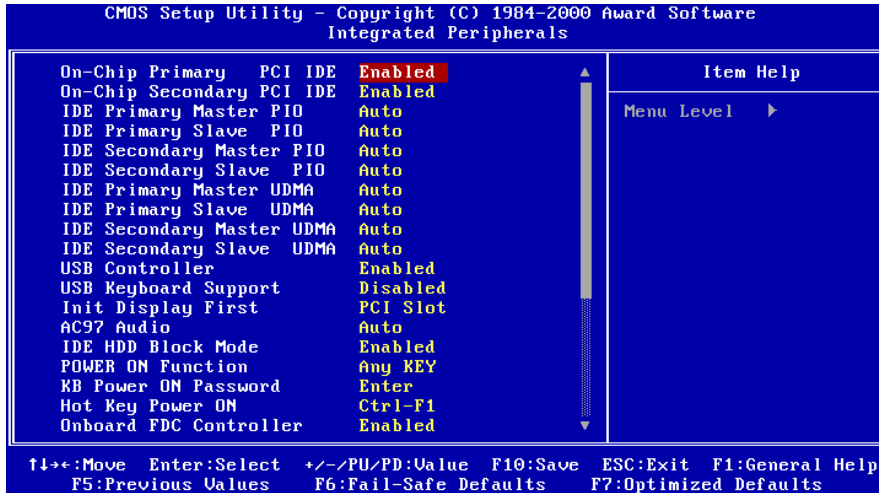 CMOS Setup Utility - Copyright (C) 1984-2000 Award Software
Integrated Peripherals
On-Chip Primary PCI IDE Enabled
On-Chip Secondary PCI IDE Enabled
IDE Primary Master PIO Auto
IDE Primary Slave PIO Auto
IDE Secondary Master PIO Auto
IDE Secondary Slave PIO Auto
IDE Primary Master UDMA Auto
IDE Primary Slave UDMA Auto
IDE Secondary Master UDMA Auto
IDE Secondary Slave UDMA Auto
USB Controller Enabled
USB Keyboard Support Disabled
Init Display First PCI Slot
AC97 Audio Auto
IDE HDD Block Mode Enabled
POWER ON Function Any KEY
KB Power ON Password Enter
Hot Key Power ON Ctrl-F1
Onboard FDC Controller Enabled
Item Help
Menu Level ▶
↑↓→←:Move Enter:Select +/-/PU/PD:Value F10:Save ESC:Exit F1:General Help
F5:Previous Values F6:Fail-Safe Defaults F7:Optimized Defaults